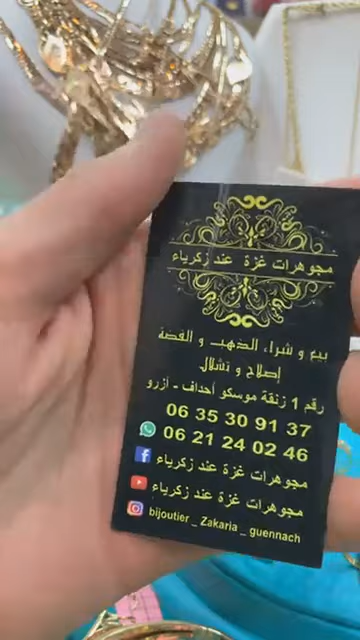 مجوهرات غزة عند زكرياء
بيع و شراء الذهب و الفضة
إصلاح و تشلال
رقم 1 زنقة موسكو أحداف - أزرو
06 35 30 91 37
06 21 24 02 46
مجوهرات غزة عند زكرياء
مجوهرات غزة عند زكرياء
bijoutier _ Zakaria _ guennach